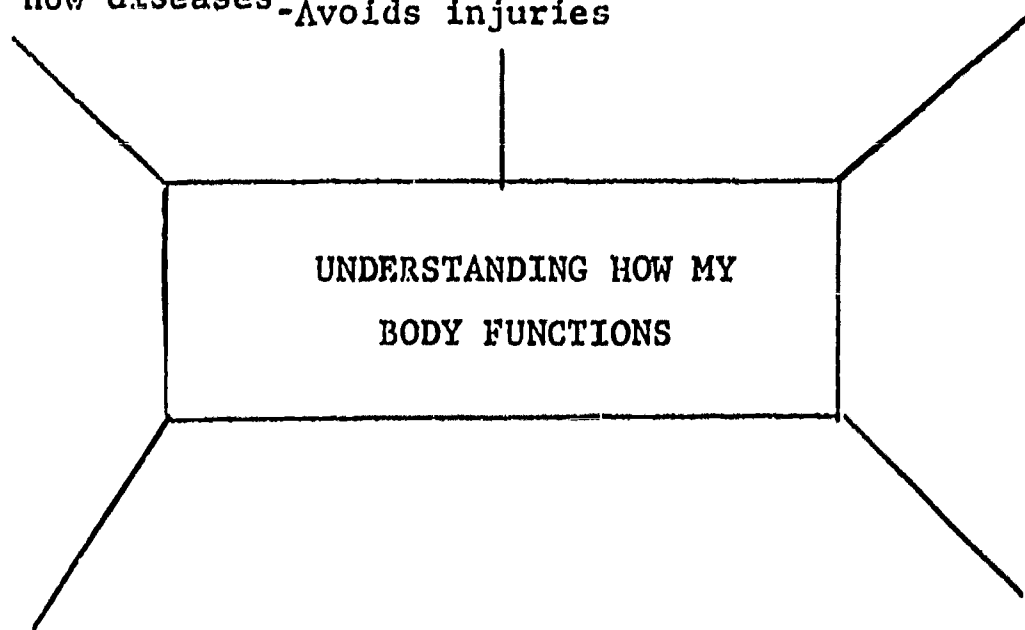 how diseases
-Avoids injuries
UNDERSTANDING HOW MY
BODY FUNCTIONS